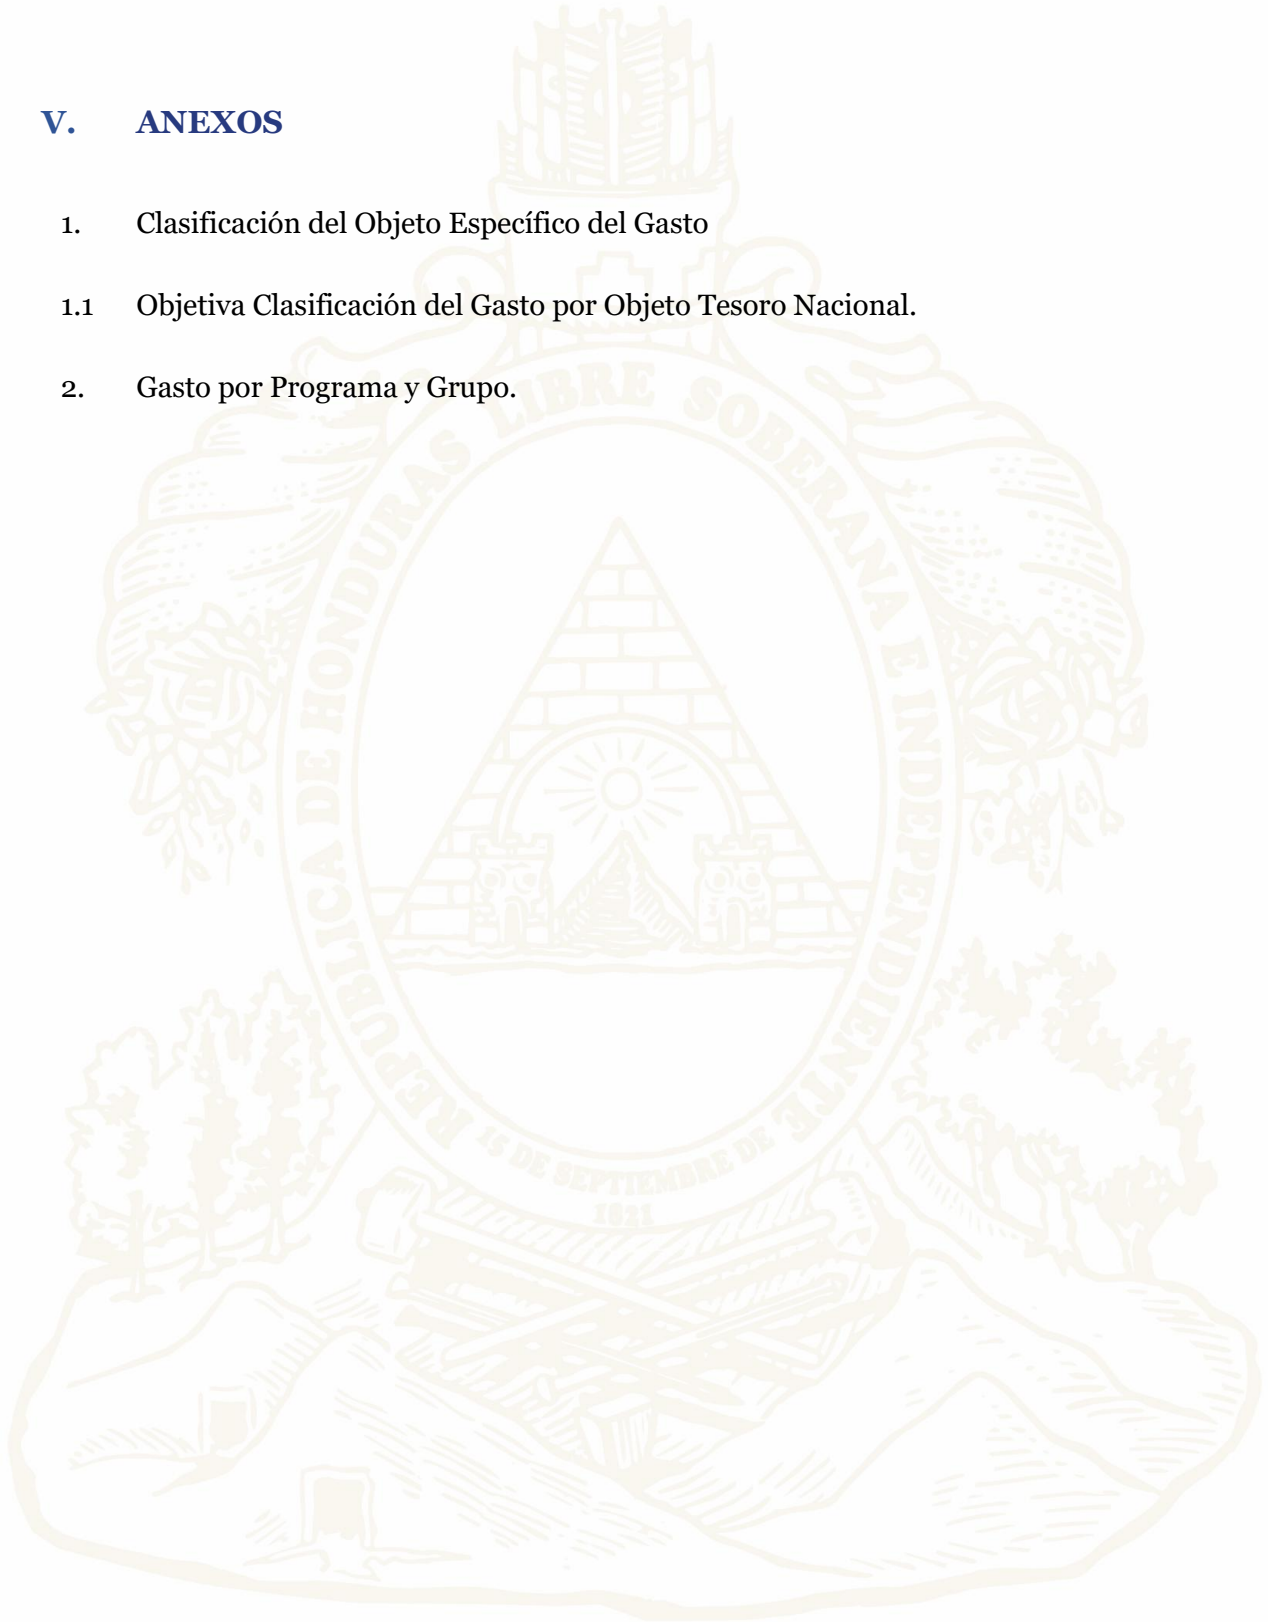 V. ANEXOS
1. Clasificación del Objeto Específico del Gasto
1.1 Objetiva Clasificación del Gasto por Objeto Tesoro Nacional.
2. Gasto por Programa y Grupo.
REPUBLICA DE HONDURAS LIBRE SOBERANA E INDEPENDIENTE
15 DE SEPTIEMBRE DE
1821